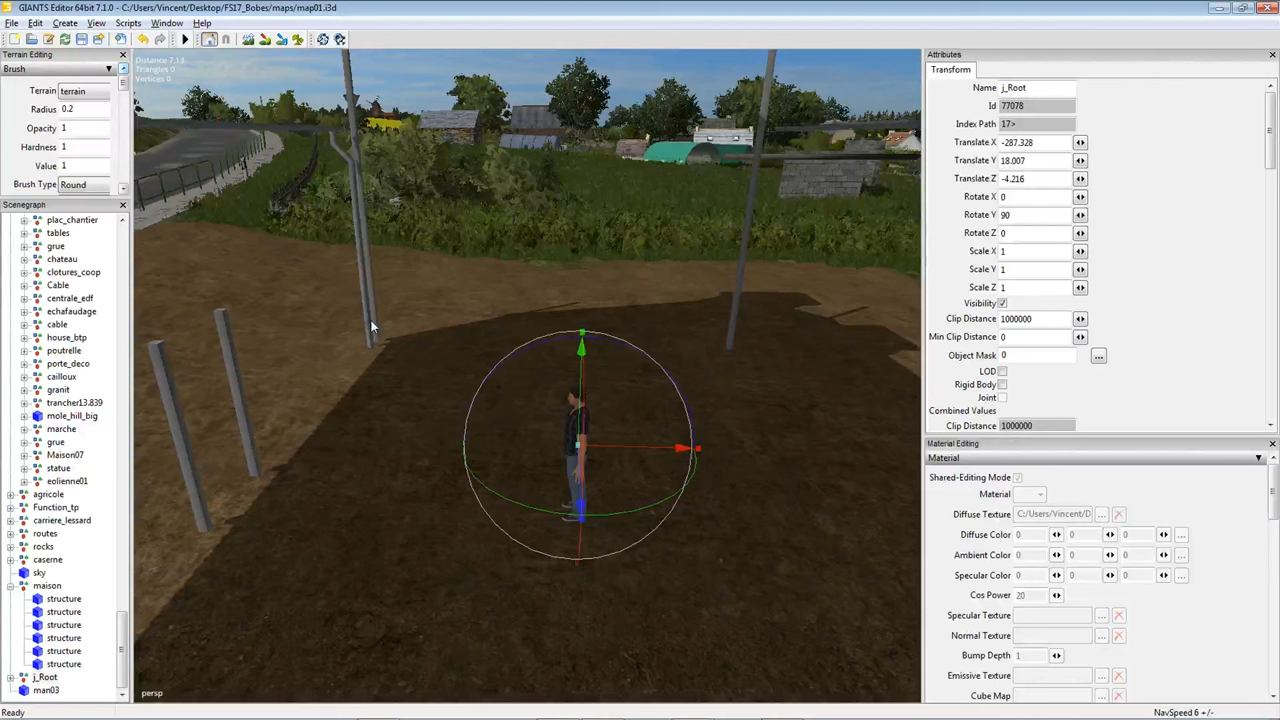 GIANTS Editor 64bit 7.1.0 - C:/Users/Vincent/Desktop/FS17_Bobes/maps/map01.i3d
File Edit Create View Scripts Window Help
Terrain Editing
Brush
Terrain terrain
Radius 0.2
Opacity 1
Hardness 1
Value 1
Brush Type Round
Scenegraph
plac_chantier
tables
grue
chateau
clotures_coop
Cable
centrale_edf
echafaudage
cable
house_btp
poutrelle
porte_deco
cailloux
granit
trancher13.839
mole_hill_big
marche
grue
Maison07
statue
eolienne01
agricole
Function_tp
carriere_lessard
routes
rocks
caserne
sky
maison
structure
structure
structure
structure
structure
structure
j_Root
man03
Ready
Distance 7.13
Triangles 0
Vertices 0
persp
Attributes
Transform
Name j_Root
Id 77078
Index Path 17>
Translate X -287.328
Translate Y 18.007
Translate Z -4.216
Rotate X 0
Rotate Y 90
Rotate Z 0
Scale X 1
Scale Y 1
Scale Z 1
Visibility
Clip Distance 1000000
Min Clip Distance 0
Object Mask 0 ...
LOD
Rigid Body
Joint
Combined Values
Clip Distance 1000000
Material Editing
Material
Shared-Editing Mode
Material
Diffuse Texture C:/Users/Vincent/D ...
Diffuse Color 0 0 0 ...
Ambient Color 0 0 0 ...
Specular Color 0 0 0 ...
Cos Power 20
Specular Texture ...
Normal Texture ...
Bump Depth 1
Emissive Texture ...
Cube Map ...
NavSpeed 6 +/-